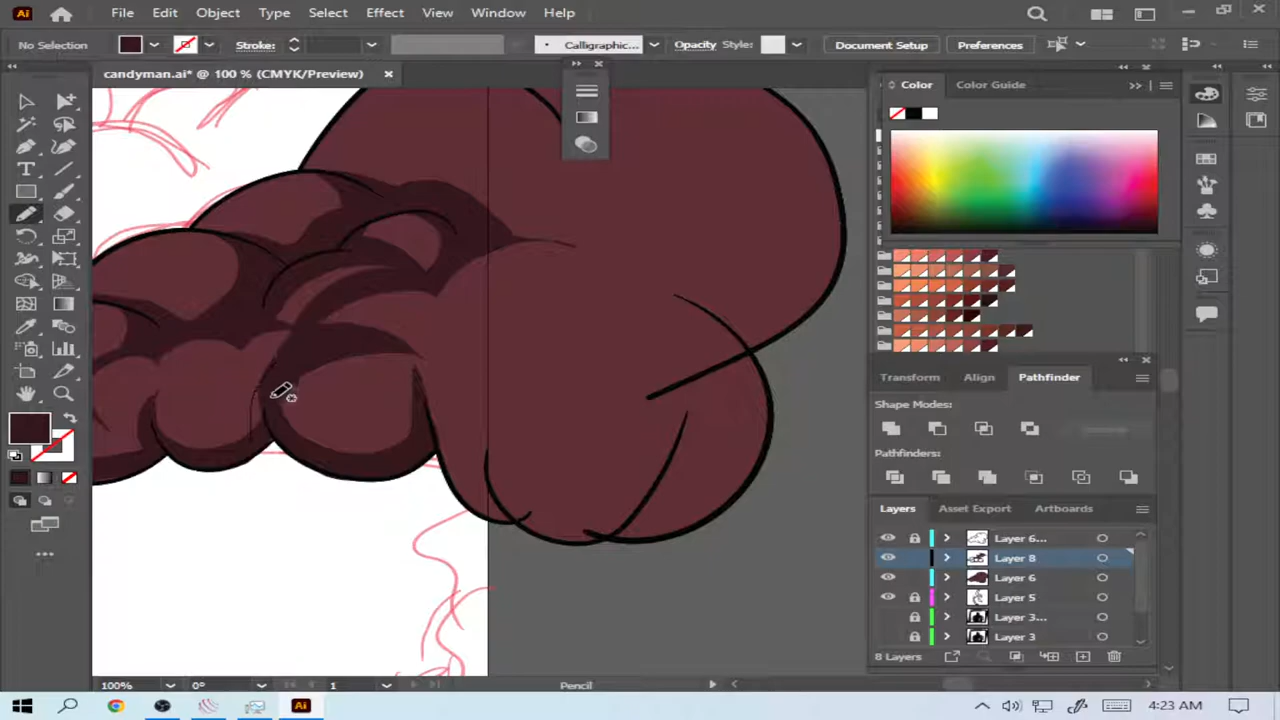 Ai File Edit Object Type Select Effect View Window Help
No Selection Stroke: Calligraphic... Opacity Style: Document Setup Preferences
candyman.ai* @ 100 % (CMYK/Preview)
Color Color Guide
Transform Align Pathfinder
Shape Modes:
Pathfinders:
Layers Asset Export Artboards
Layer 6...
Layer 8
Layer 6
Layer 5
Layer 3...
Layer 3
8 Layers
100% 0° 1 Pencil
Ai 4:23 AM